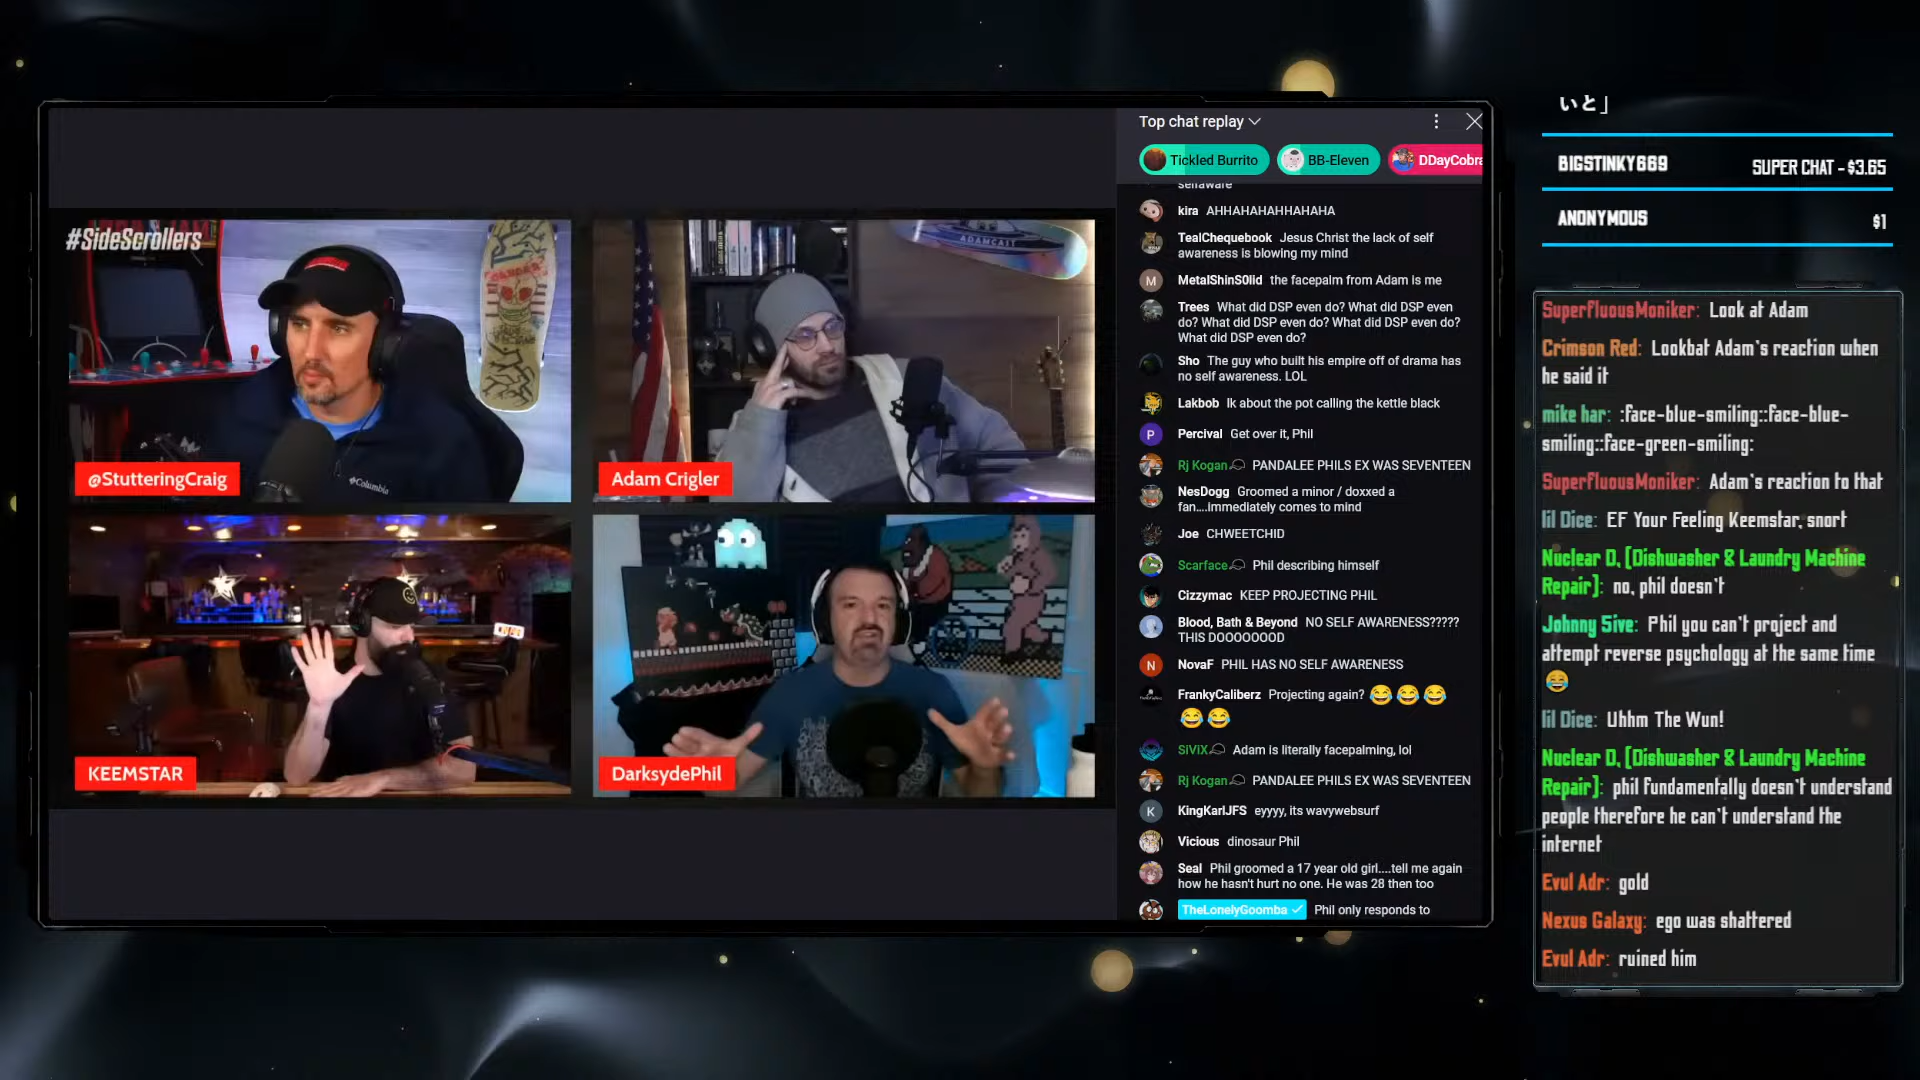 #SideScrollers
@StutteringCraig
ADAMCAST
Adam Crigler
KEEMSTAR
DarksydePhil
Columbia
Top chat replay
Tickled Burrito
BB-Eleven
DDayCobra
selfaware
kira AHHAHAHAHHAHAHA
TealChequebook Jesus Christ the lack of self
awareness is blowing my mind
MetalShinS0lid the facepalm from Adam is me
Trees What did DSP even do? What did DSP even
do? What did DSP even do? What did DSP even do?
What did DSP even do?
Sho The guy who built his empire off of drama has
no self awareness. LOL
Lakbob Ik about the pot calling the kettle black
Percival Get over it, Phil
Rj Kogan PANDALEE PHILS EX WAS SEVENTEEN
NesDogg Groomed a minor / doxxed a
fan....immediately comes to mind
Joe CHWEETCHID
Scarface Phil describing himself
Cizzymac KEEP PROJECTING PHIL
Blood, Bath & Beyond NO SELF AWARENESS?????
THIS DOOOOOOOD
NovaF PHIL HAS NO SELF AWARENESS
FrankyCaliberz Projecting again? 😂😂😂
😂😂
SiViX Adam is literally facepalming, lol
Rj Kogan PANDALEE PHILS EX WAS SEVENTEEN
KingKarlJFS eyyyy, its wavywebsurf
Vicious dinosaur Phil
Seal Phil groomed a 17 year old girl....tell me again
how he hasn't hurt no one. He was 28 then too
TheLonelyGoomba Phil only responds to
いと」
BIGSTINKY669 SUPER CHAT - $3.65
ANONYMOUS $1
SuperfluousMoniker: Look at Adam
Crimson Red: Lookbat Adam's reaction when
he said it
mike har: :face-blue-smiling::face-blue-
smiling::face-green-smiling:
SuperfluousMoniker: Adam's reaction to that
lil Dice: EF Your Feeling Keemstar, snort
Nuclear D, [Dishwasher & Laundry Machine
Repair]: no, phil doesn't
Johnny 5ive: Phil you can't project and
attempt reverse psychology at the same time
😂
lil Dice: Uhhm The Wun!
Nuclear D, [Dishwasher & Laundry Machine
Repair]: phil fundamentally doesn't understand
people therefore he can't understand the
internet
Evul Adr: gold
Nexus Galaxy: ego was shattered
Evul Adr: ruined him